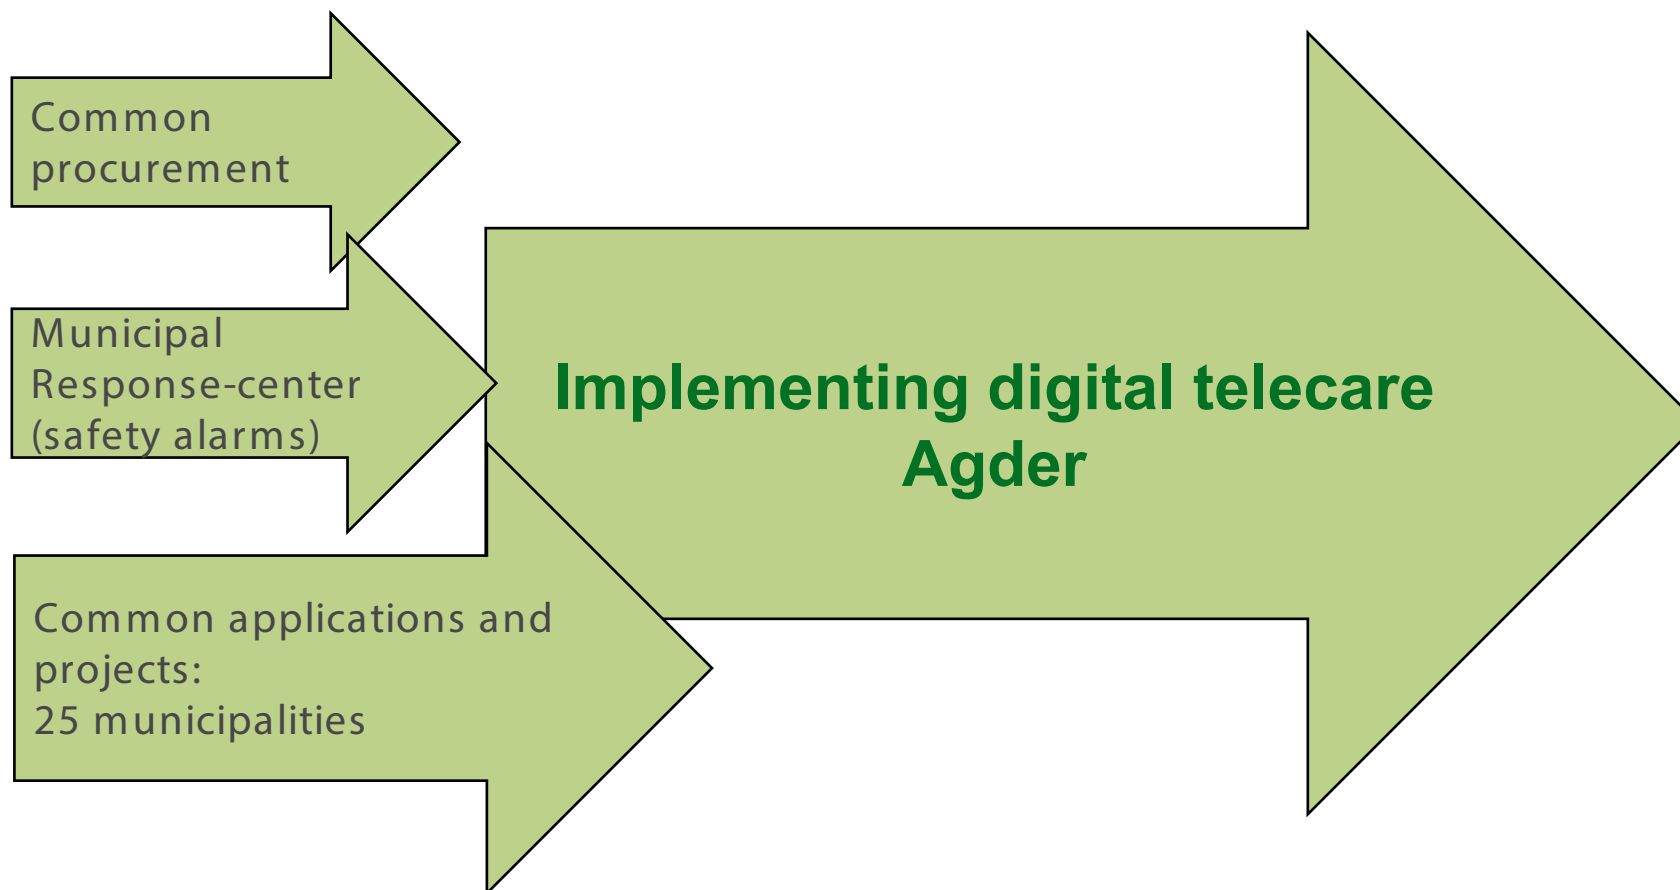 Common
procurement
Municipal
Response-center
(safety alarms)
Implementing digital telecare
Agder
Common applications and
projects:
25 municipalities